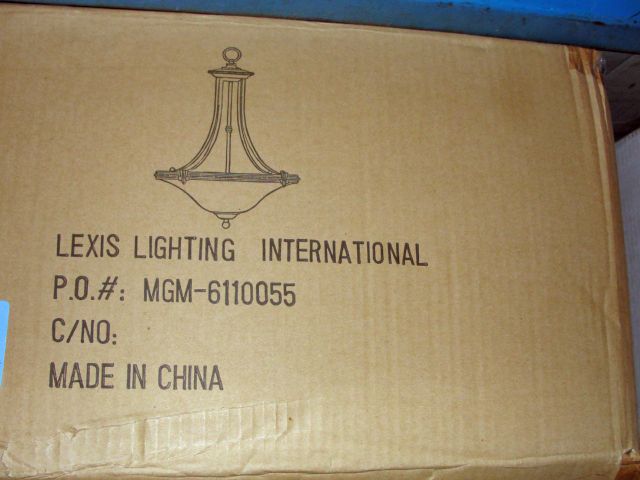 LEXIS LIGHTING INTERNATIONAL
P.O.#: MGM-6110055
C/NO:
MADE IN CHINA